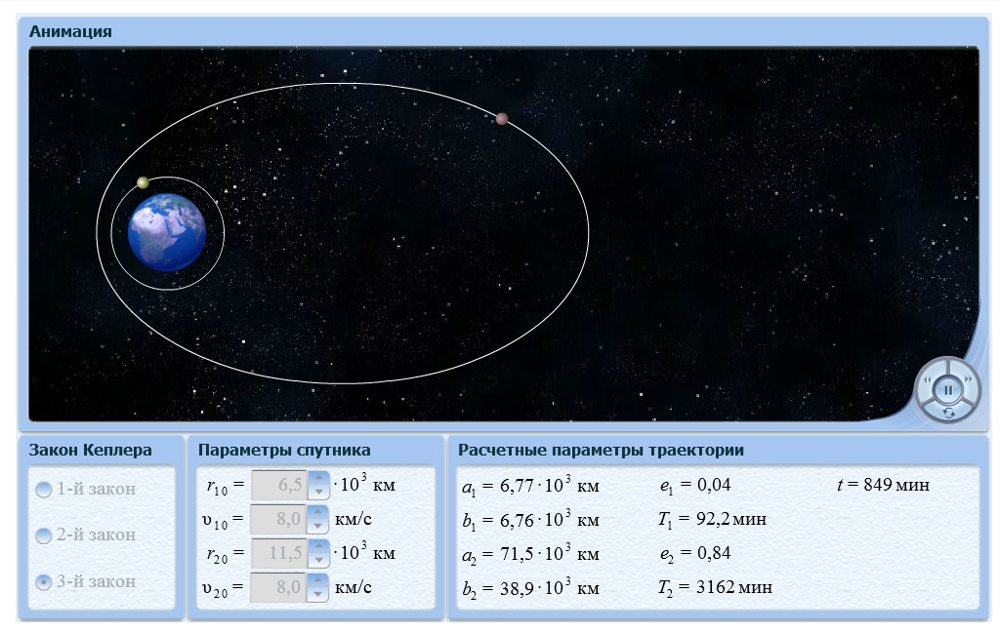 Анимация
Закон Кеплера
1-й закон
2-й закон
3-й закон
Параметры спутника
r₁₀ = 6,5 ·10³ км
υ₁₀ = 8,0 км/с
r₂₀ = 11,5 ·10³ км
υ₂₀ = 8,0 км/с
Расчетные параметры траектории
a₁ = 6,77·10³ км e₁ = 0,04 t = 849 мин
b₁ = 6,76·10³ км T₁ = 92,2 мин
a₂ = 71,5·10³ км e₂ = 0,84
b₂ = 38,9·10³ км T₂ = 3162 мин